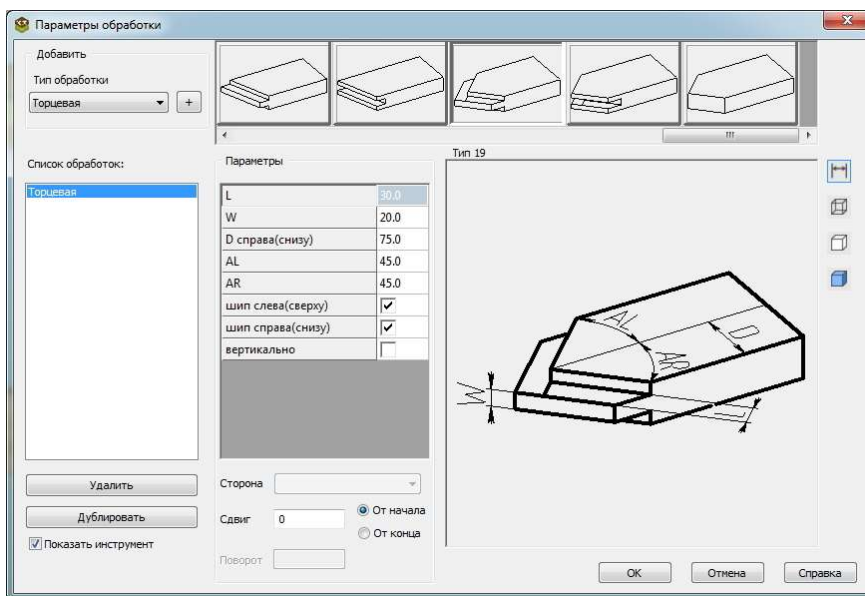 Параметры обработки
Добавить
Тип обработки
Торцевая
+
Список обработок:
Торцевая
Удалить
Дублировать
Показать инструмент
Параметры
L 30.0
W 20.0
D справа(снизу) 75.0
AL 45.0
AR 45.0
шип слева(сверху)
шип справа(снизу)
вертикально
Сторона
Сдвиг 0
От начала
От конца
Поворот
Тип 19
AL
AR
D
W
L
OK
Отмена
Справка